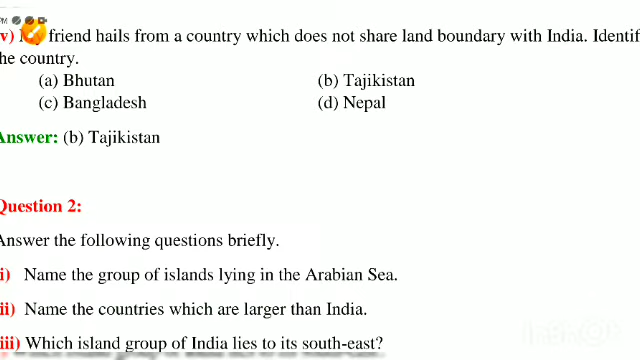 PM
v) friend hails from a country which does not share land boundary with India. Identif
he country.
(a) Bhutan (b) Tajikistan
(c) Bangladesh (d) Nepal
Answer: (b) Tajikistan
Question 2:
Answer the following questions briefly.
i) Name the group of islands lying in the Arabian Sea.
ii) Name the countries which are larger than India.
iii) Which island group of India lies to its south-east?